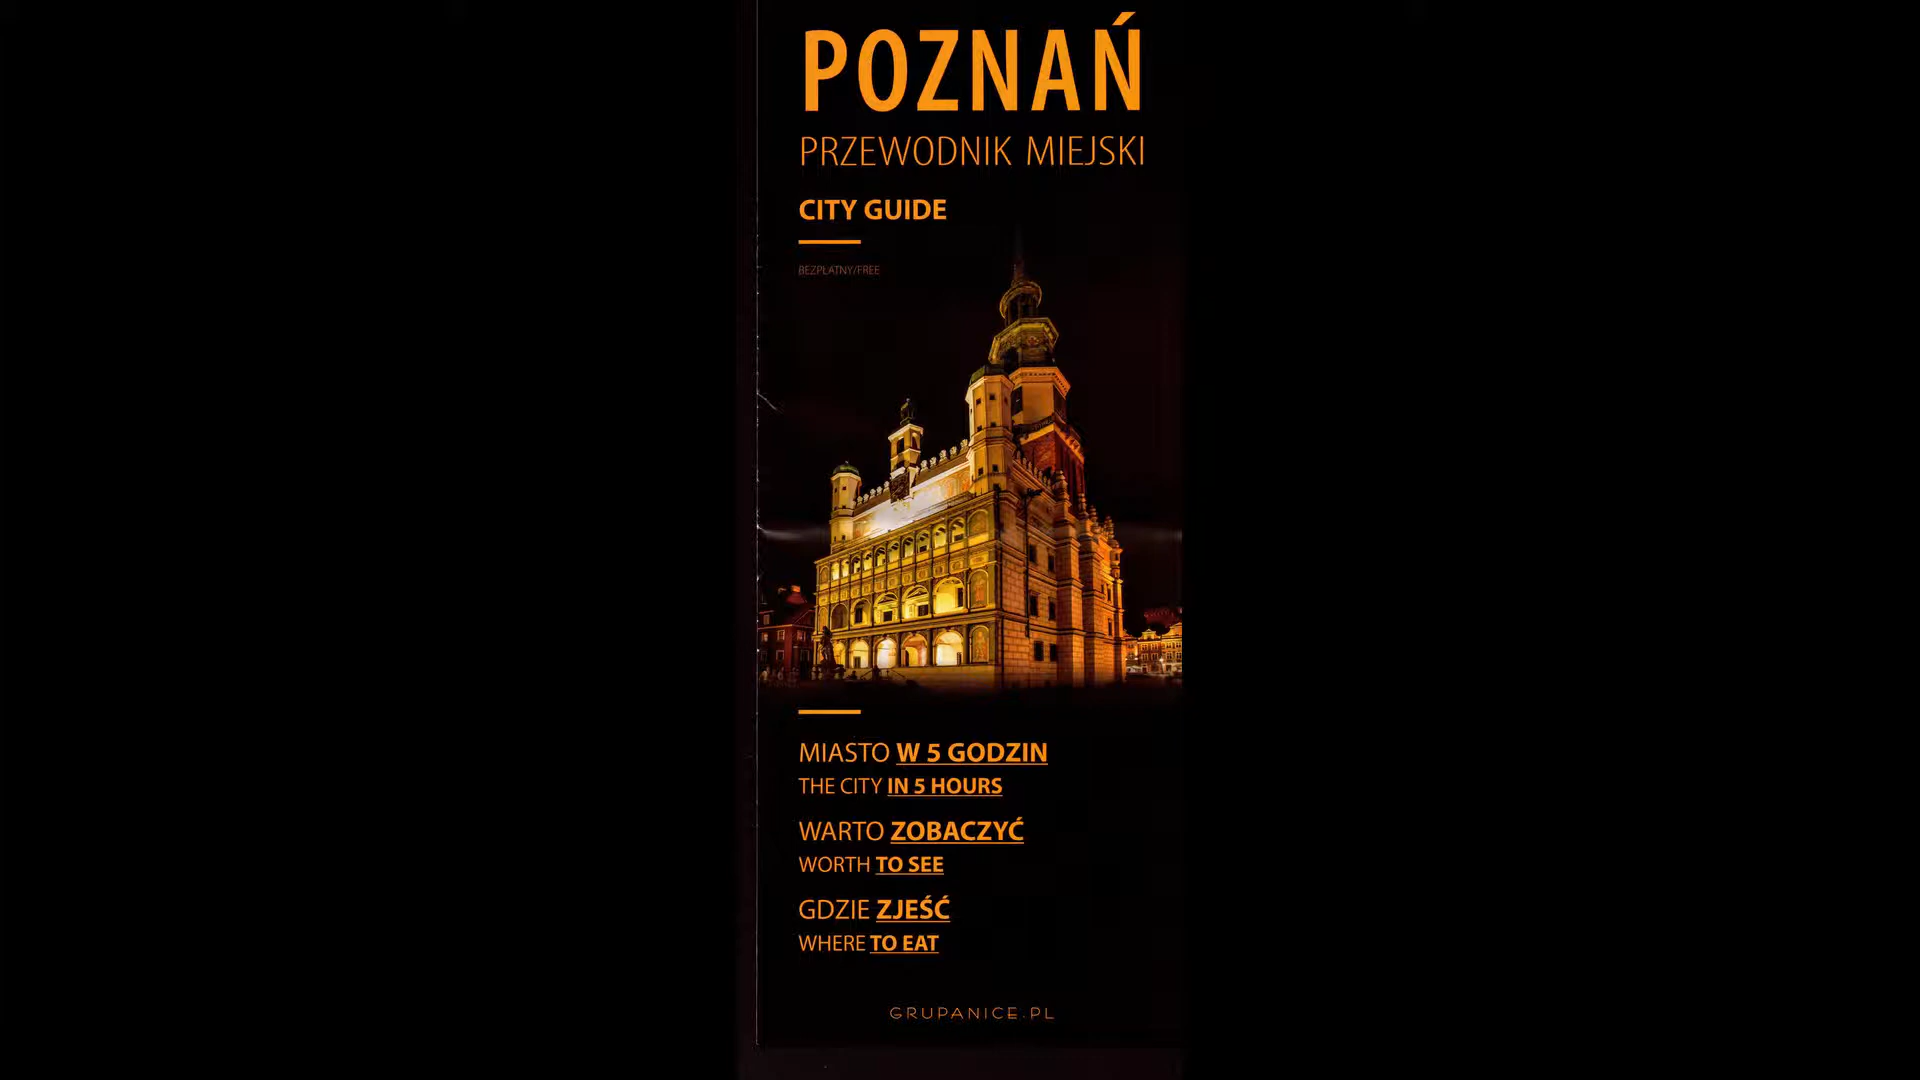 POZNAŃ
PRZEWODNIK MIEJSKI
CITY GUIDE
BEZPŁATNY/FREE
MIASTO W 5 GODZIN
THE CITY IN 5 HOURS
WARTO ZOBACZYĆ
WORTH TO SEE
GDZIE ZJEŚĆ
WHERE TO EAT
GRUPANICE.PL